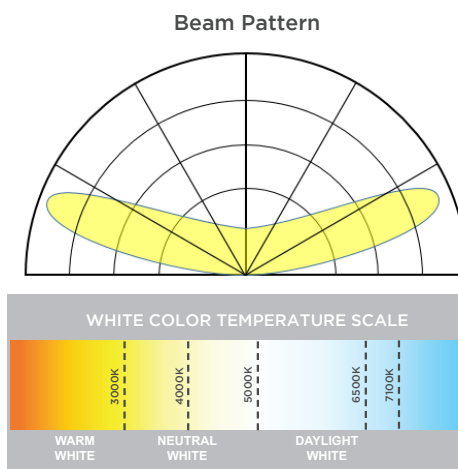 Beam Pattern
WHITE COLOR TEMPERATURE SCALE
3000K
4000K
5000K
6500K
7100K
WARM
WHITE
NEUTRAL
WHITE
DAYLIGHT
WHITE